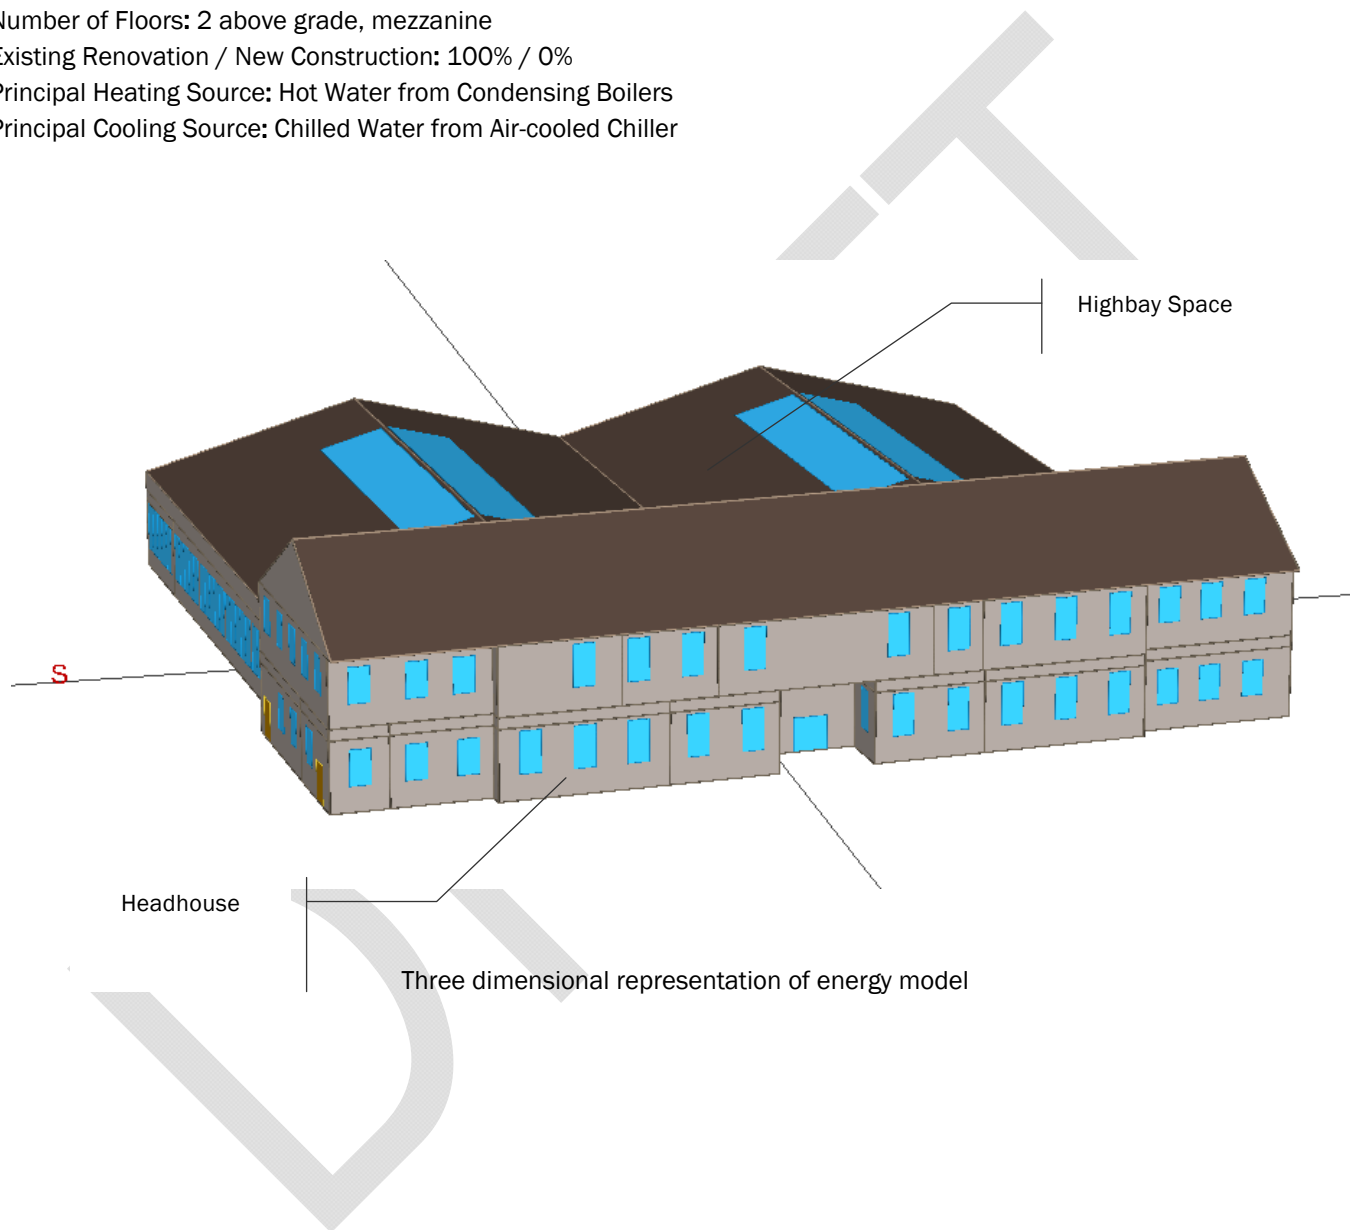 Number of Floors: 2 above grade, mezzanine
Existing Renovation / New Construction: 100% / 0%
Principal Heating Source: Hot Water from Condensing Boilers
Principal Cooling Source: Chilled Water from Air-cooled Chiller
Highbay Space
S
Headhouse
Three dimensional representation of energy model